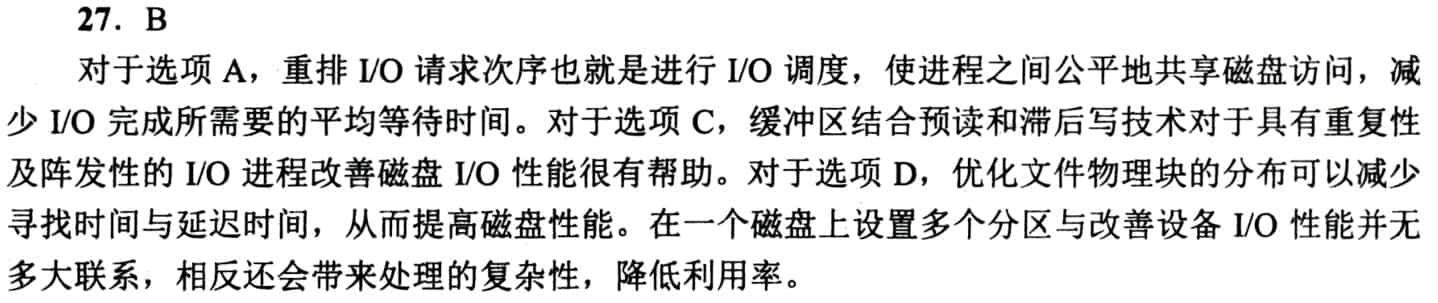 27. B
对于选项 A，重排 I/O 请求次序也就是进行 I/O 调度，使进程之间公平地共享磁盘访问，减
少 I/O 完成所需要的平均等待时间。对于选项 C，缓冲区结合预读和滞后写技术对于具有重复性
及阵发性的 I/O 进程改善磁盘 I/O 性能很有帮助。对于选项 D，优化文件物理块的分布可以减少
寻找时间与延迟时间，从而提高磁盘性能。在一个磁盘上设置多个分区与改善设备 I/O 性能并无
多大联系，相反还会带来处理的复杂性，降低利用率。